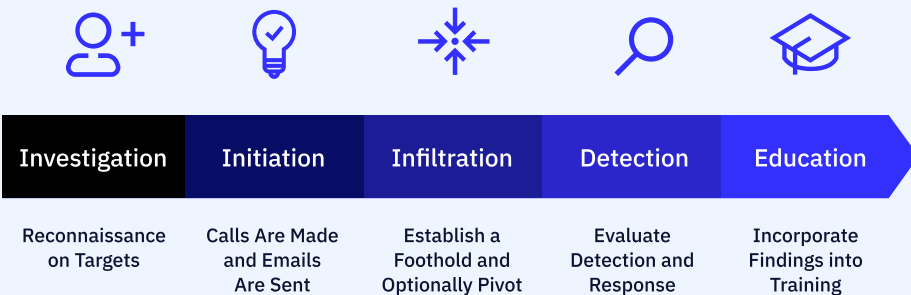 Investigation
Initiation
Infiltration
Detection
Education
Reconnaissance
on Targets
Calls Are Made
and Emails
Are Sent
Establish a
Foothold and
Optionally Pivot
Evaluate
Detection and
Response
Incorporate
Findings into
Training